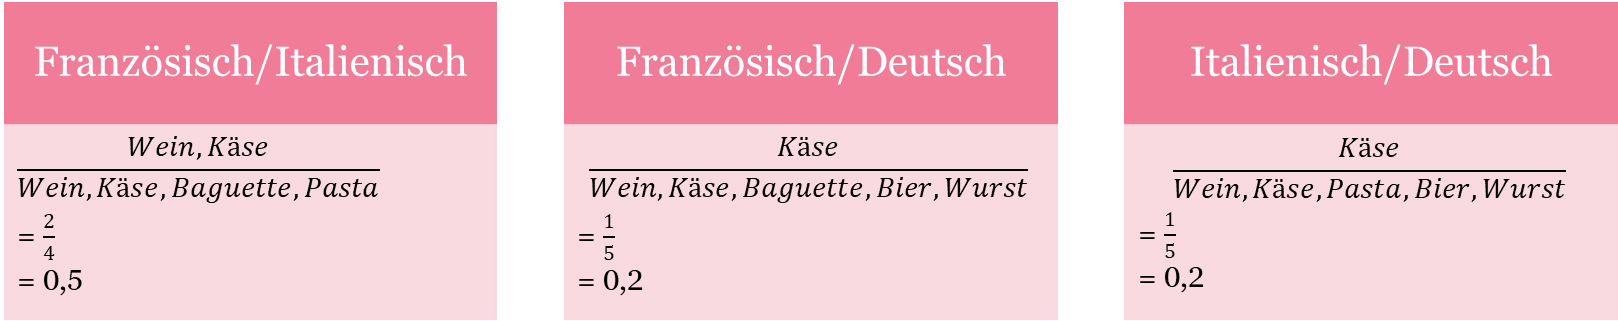 Französisch/Italienisch
Wein, Käse
Wein, Käse, Baguette, Pasta
= 2/4
= 0,5
Französisch/Deutsch
Käse
Wein, Käse, Baguette, Bier, Wurst
= 1/5
= 0,2
Italienisch/Deutsch
Käse
Wein, Käse, Pasta, Bier, Wurst
= 1/5
= 0,2